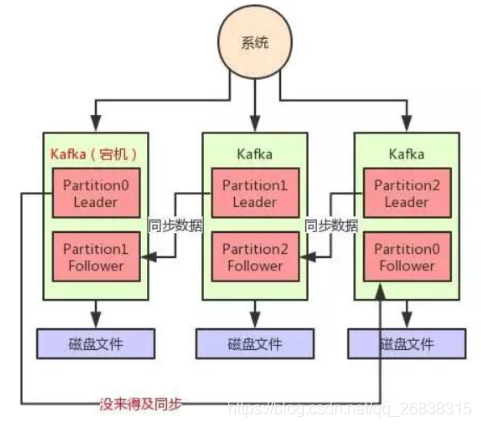 系统
Kafka（宕机）
Kafka
Kafka
Partition0
Leader
Partition1
Leader
Partition2
Leader
同步数据
同步数据
Partition1
Follower
Partition2
Follower
Partition0
Follower
磁盘文件
磁盘文件
磁盘文件
没来得及同步
https://blog.csdn.net/qq_26838315